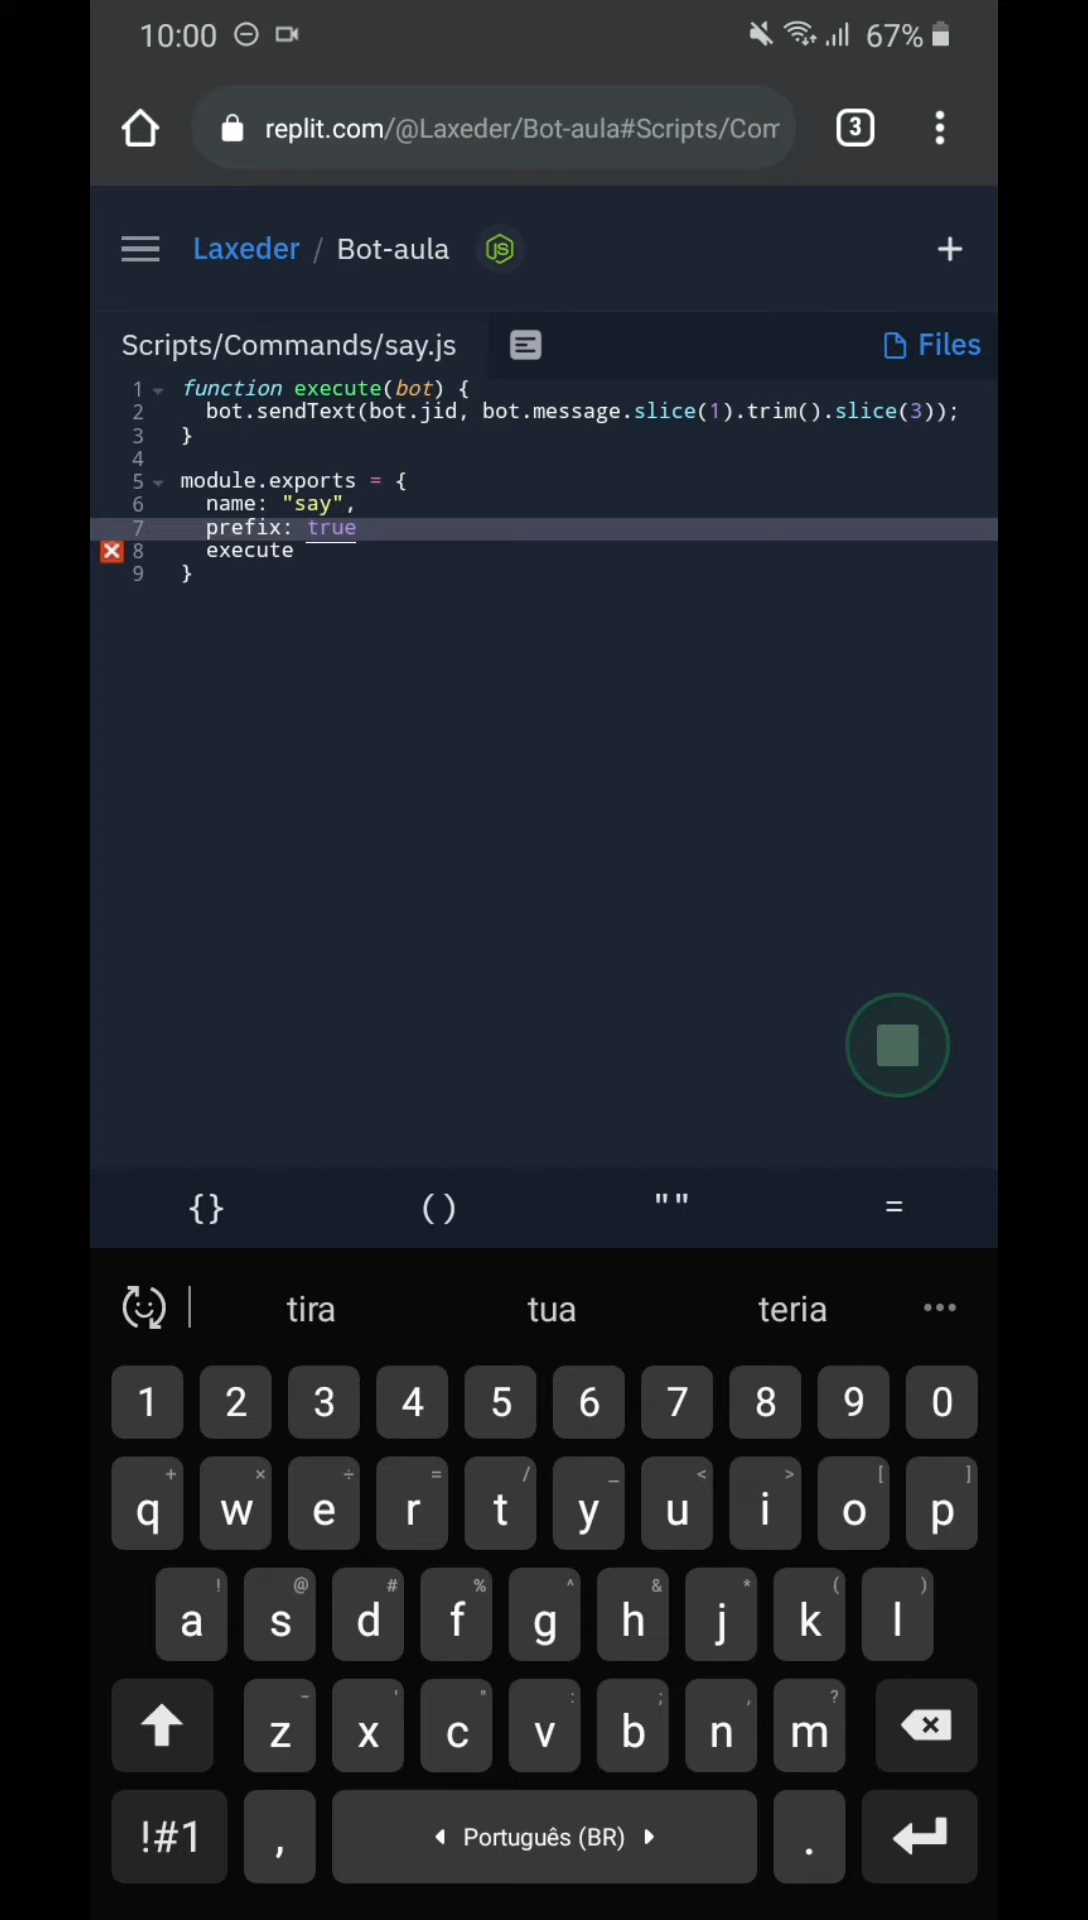 10:00 67%
replit.com/@Laxeder/Bot-aula#Scripts/Com 3
Laxeder / Bot-aula JS +
Scripts/Commands/say.js Files
1 function execute(bot) {
2 bot.sendText(bot.jid, bot.message.slice(1).trim().slice(3));
3 }
4
5 module.exports = {
6 name: "say",
7 prefix: true
8 execute
9 }
{} () "" =
tira tua teria •••
1 2 3 4 5 6 7 8 9 0
+ × ÷ = / _ < > [ ]
q w e r t y u i o p
! @ # % ^ & * ( )
a s d f g h j k l
- ' " : ; , ?
z x c v b n m
!#1 , Português (BR) .